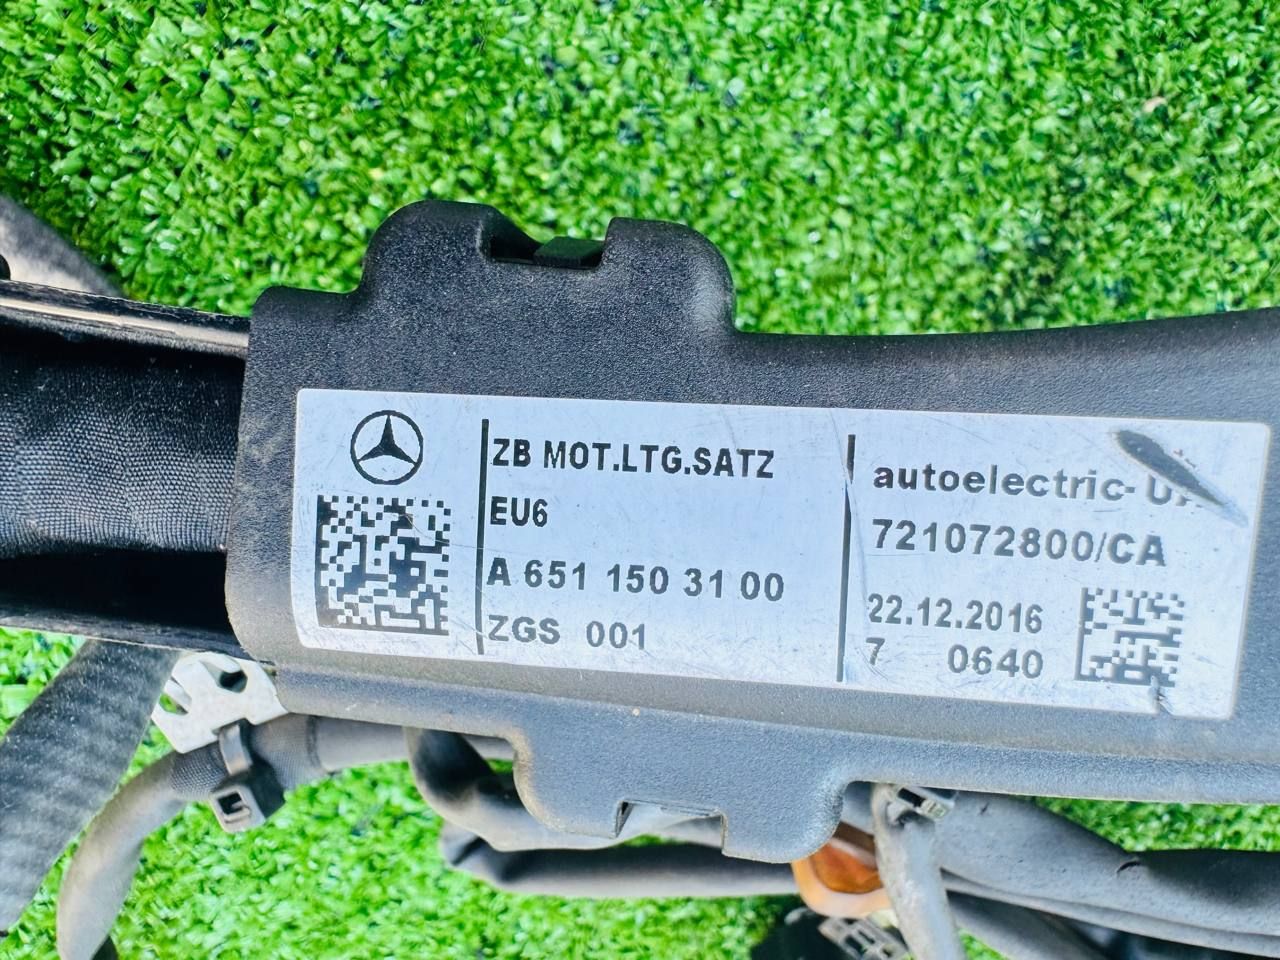 ZB MOT.LTG.SATZ
EU6
A 651 150 31 00
ZGS 001
autoelectric-
721072800/CA
22.12.2016
7 0640